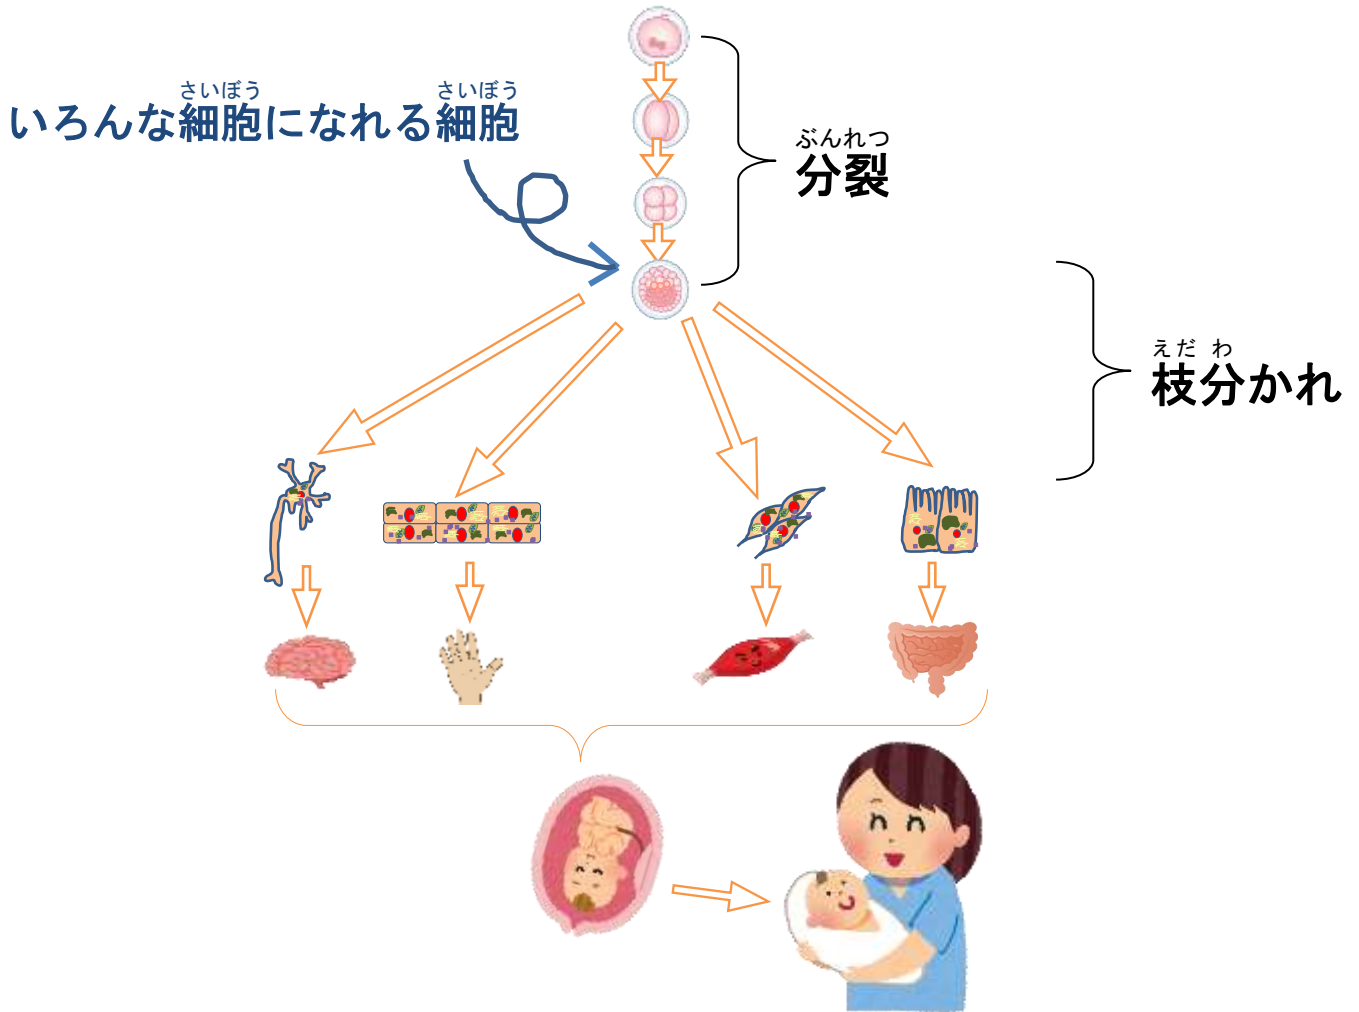 さいぼう さいぼう
いろんな細胞になれる細胞
ぶんれつ
分裂
えだ わ
枝分かれ